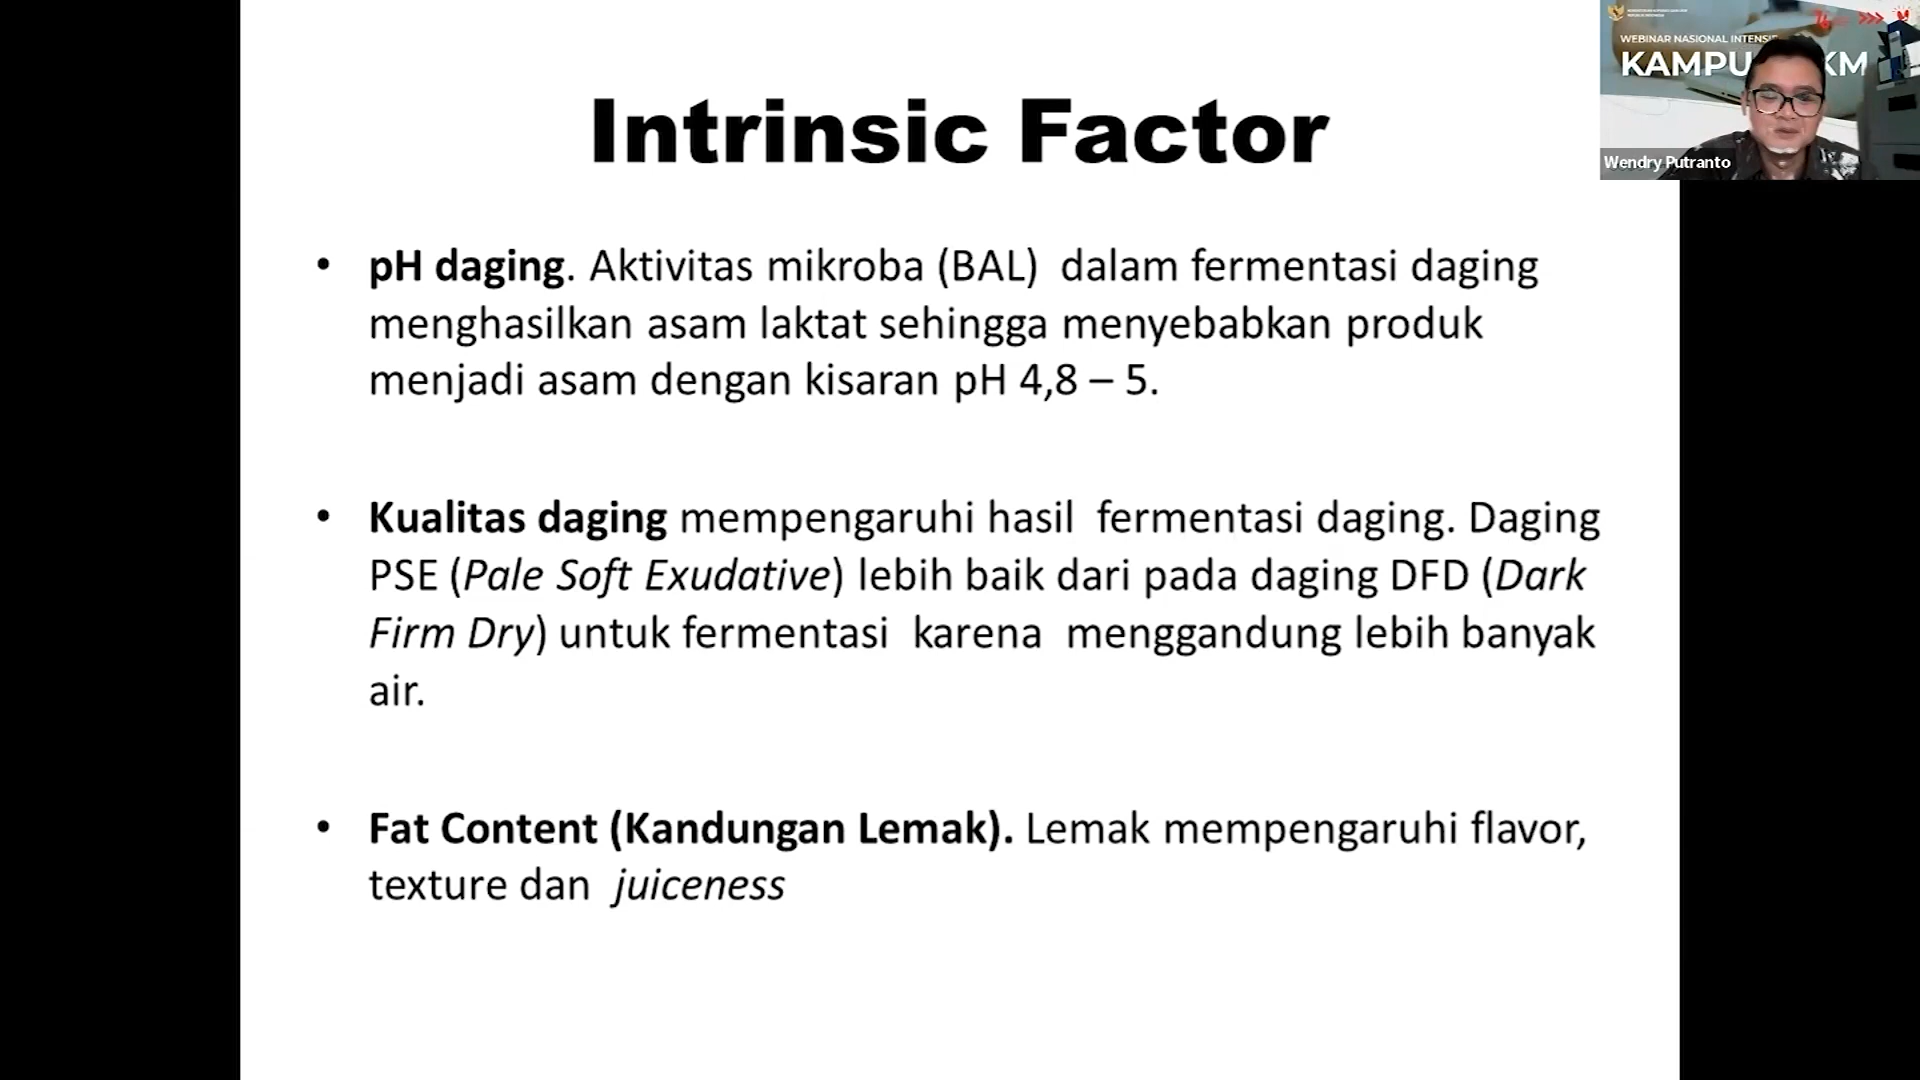 Intrinsic Factor
• pH daging. Aktivitas mikroba (BAL) dalam fermentasi daging
menghasilkan asam laktat sehingga menyebabkan produk
menjadi asam dengan kisaran pH 4,8 – 5.
• Kualitas daging mempengaruhi hasil fermentasi daging. Daging
PSE (Pale Soft Exudative) lebih baik dari pada daging DFD (Dark
Firm Dry) untuk fermentasi karena menggandung lebih banyak
air.
• Fat Content (Kandungan Lemak). Lemak mempengaruhi flavor,
texture dan juiceness
WEBINAR NASIONAL INTENSI
KAMPU KM
Wendry Putranto